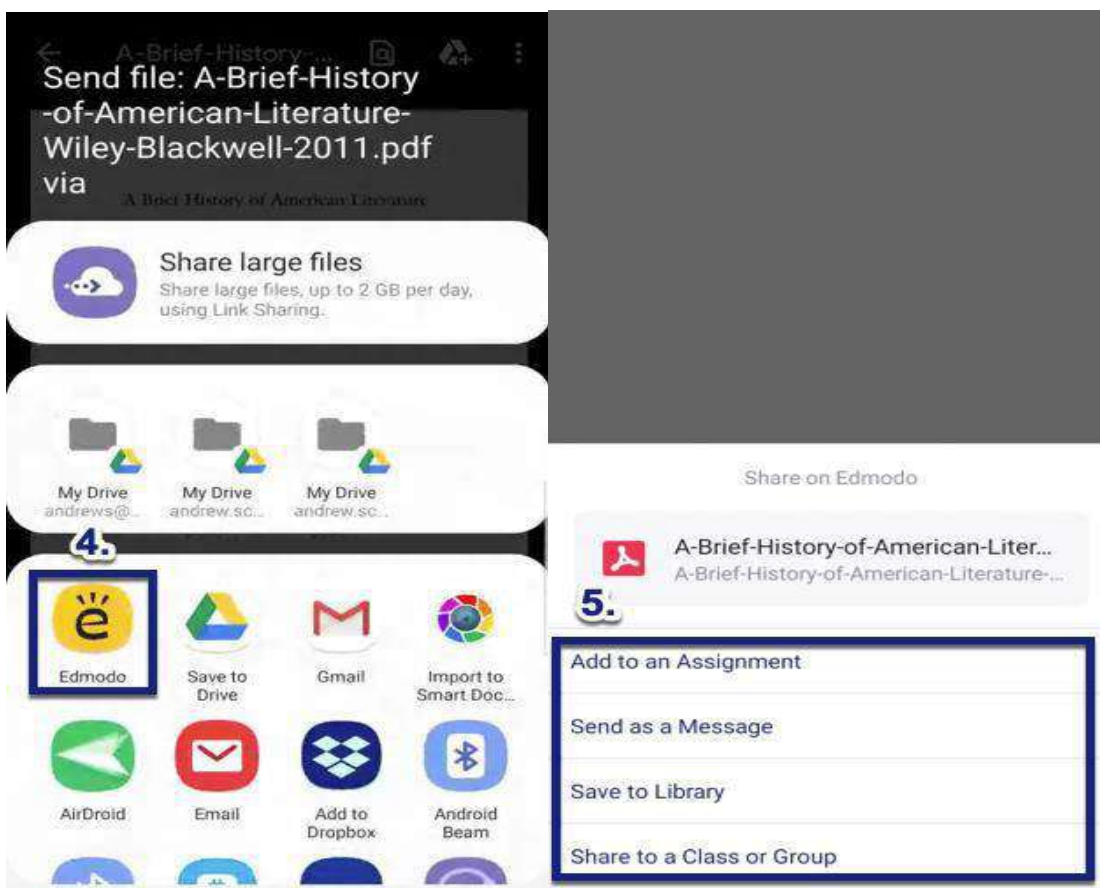 A-Brief-History-...
Send file: A-Brief-History
-of-American-Literature-
Wiley-Blackwell-2011.pdf
via
A Brief History of American Literature
Share large files
Share large files, up to 2 GB per day,
using Link Sharing.
My Drive
andrews@...
My Drive
andrew.sc...
My Drive
andrew.sc...
4.
Edmodo
Save to
Drive
Gmail
Import to
Smart Doc...
AirDroid
Email
Add to
Dropbox
Android
Beam
Share on Edmodo
A-Brief-History-of-American-Liter...
A-Brief-History-of-American-Literature-...
5.
Add to an Assignment
Send as a Message
Save to Library
Share to a Class or Group